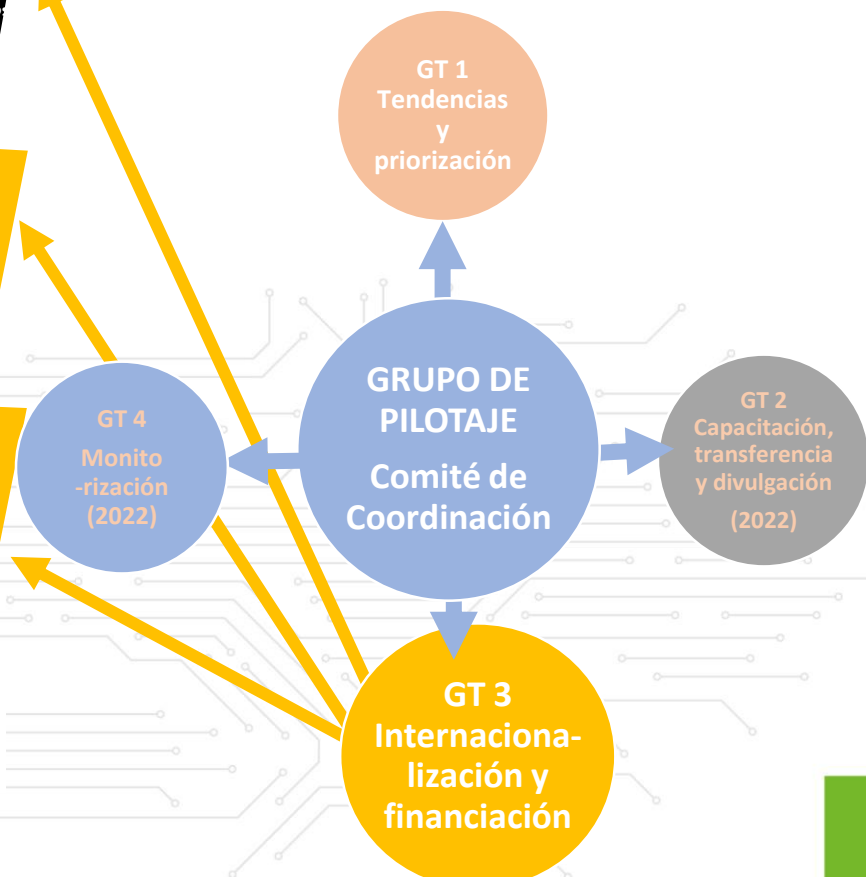 GT 1
Tendencias
y
priorización
GRUPO DE
PILOTAJE
Comité de
Coordinación
GT 4
Monito
-rización
(2022)
GT 2
Capacitación,
transferencia
y divulgación
(2022)
GT 3
Internaciona-
lización y
financiación